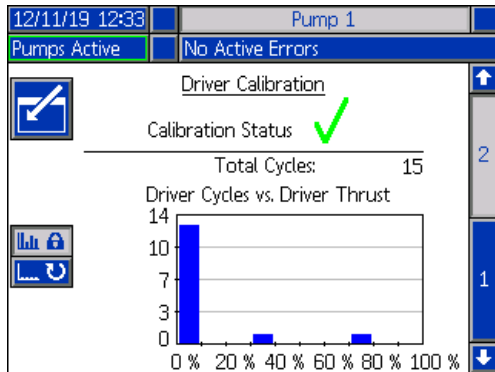 12/11/19 12:33 Pump 1
Pumps Active No Active Errors
Driver Calibration
Calibration Status
Total Cycles: 15
Driver Cycles vs. Driver Thrust
14
10
7
3
0
0 % 20 % 40 % 60 % 80 % 100 %
2
1